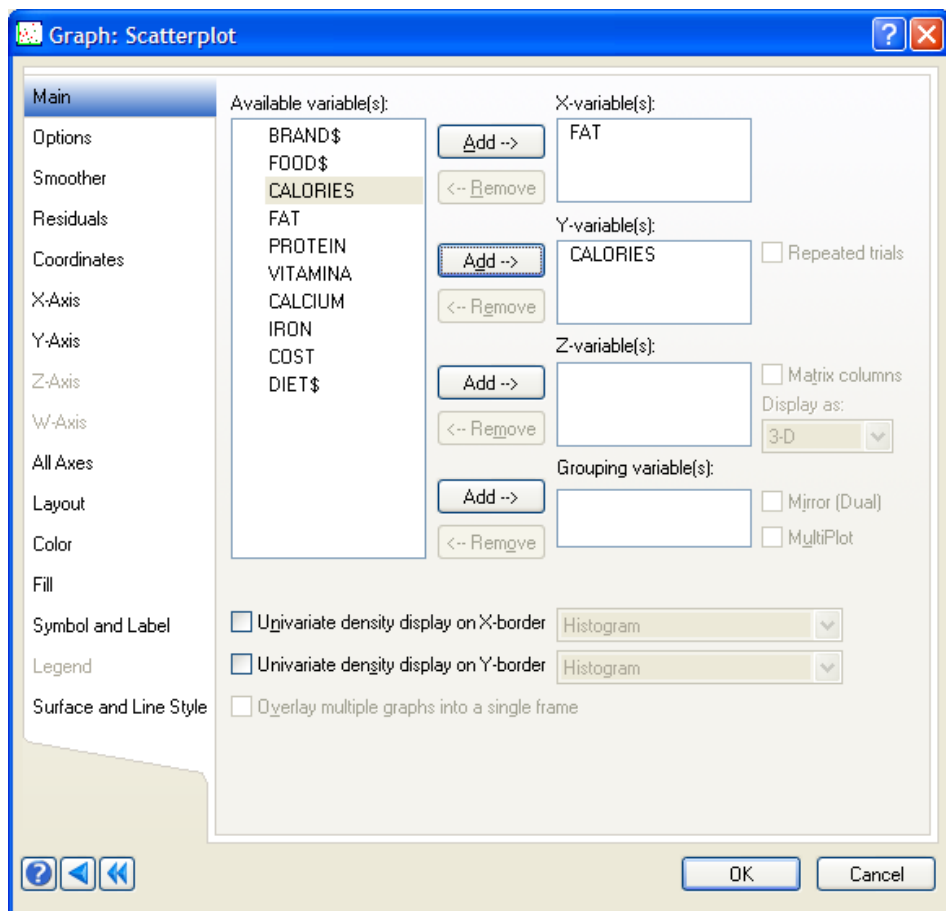 Graph: Scatterplot
Main
Options
Smoother
Residuals
Coordinates
X-Axis
Y-Axis
Z-Axis
W-Axis
All Axes
Layout
Color
Fill
Symbol and Label
Legend
Surface and Line Style
Available variable(s):
BRAND$
FOOD$
CALORIES
FAT
PROTEIN
VITAMINA
CALCIUM
IRON
COST
DIET$
Add -->
<-- Remove
X-variable(s):
FAT
Add -->
<-- Remove
Y-variable(s):
CALORIES
Repeated trials
Add -->
<-- Remove
Z-variable(s):
Matrix columns
Display as:
3-D
Add -->
<-- Remove
Grouping variable(s):
Mirror (Dual)
MultiPlot
Univariate density display on X-border
Histogram
Univariate density display on Y-border
Histogram
Overlay multiple graphs into a single frame
OK
Cancel